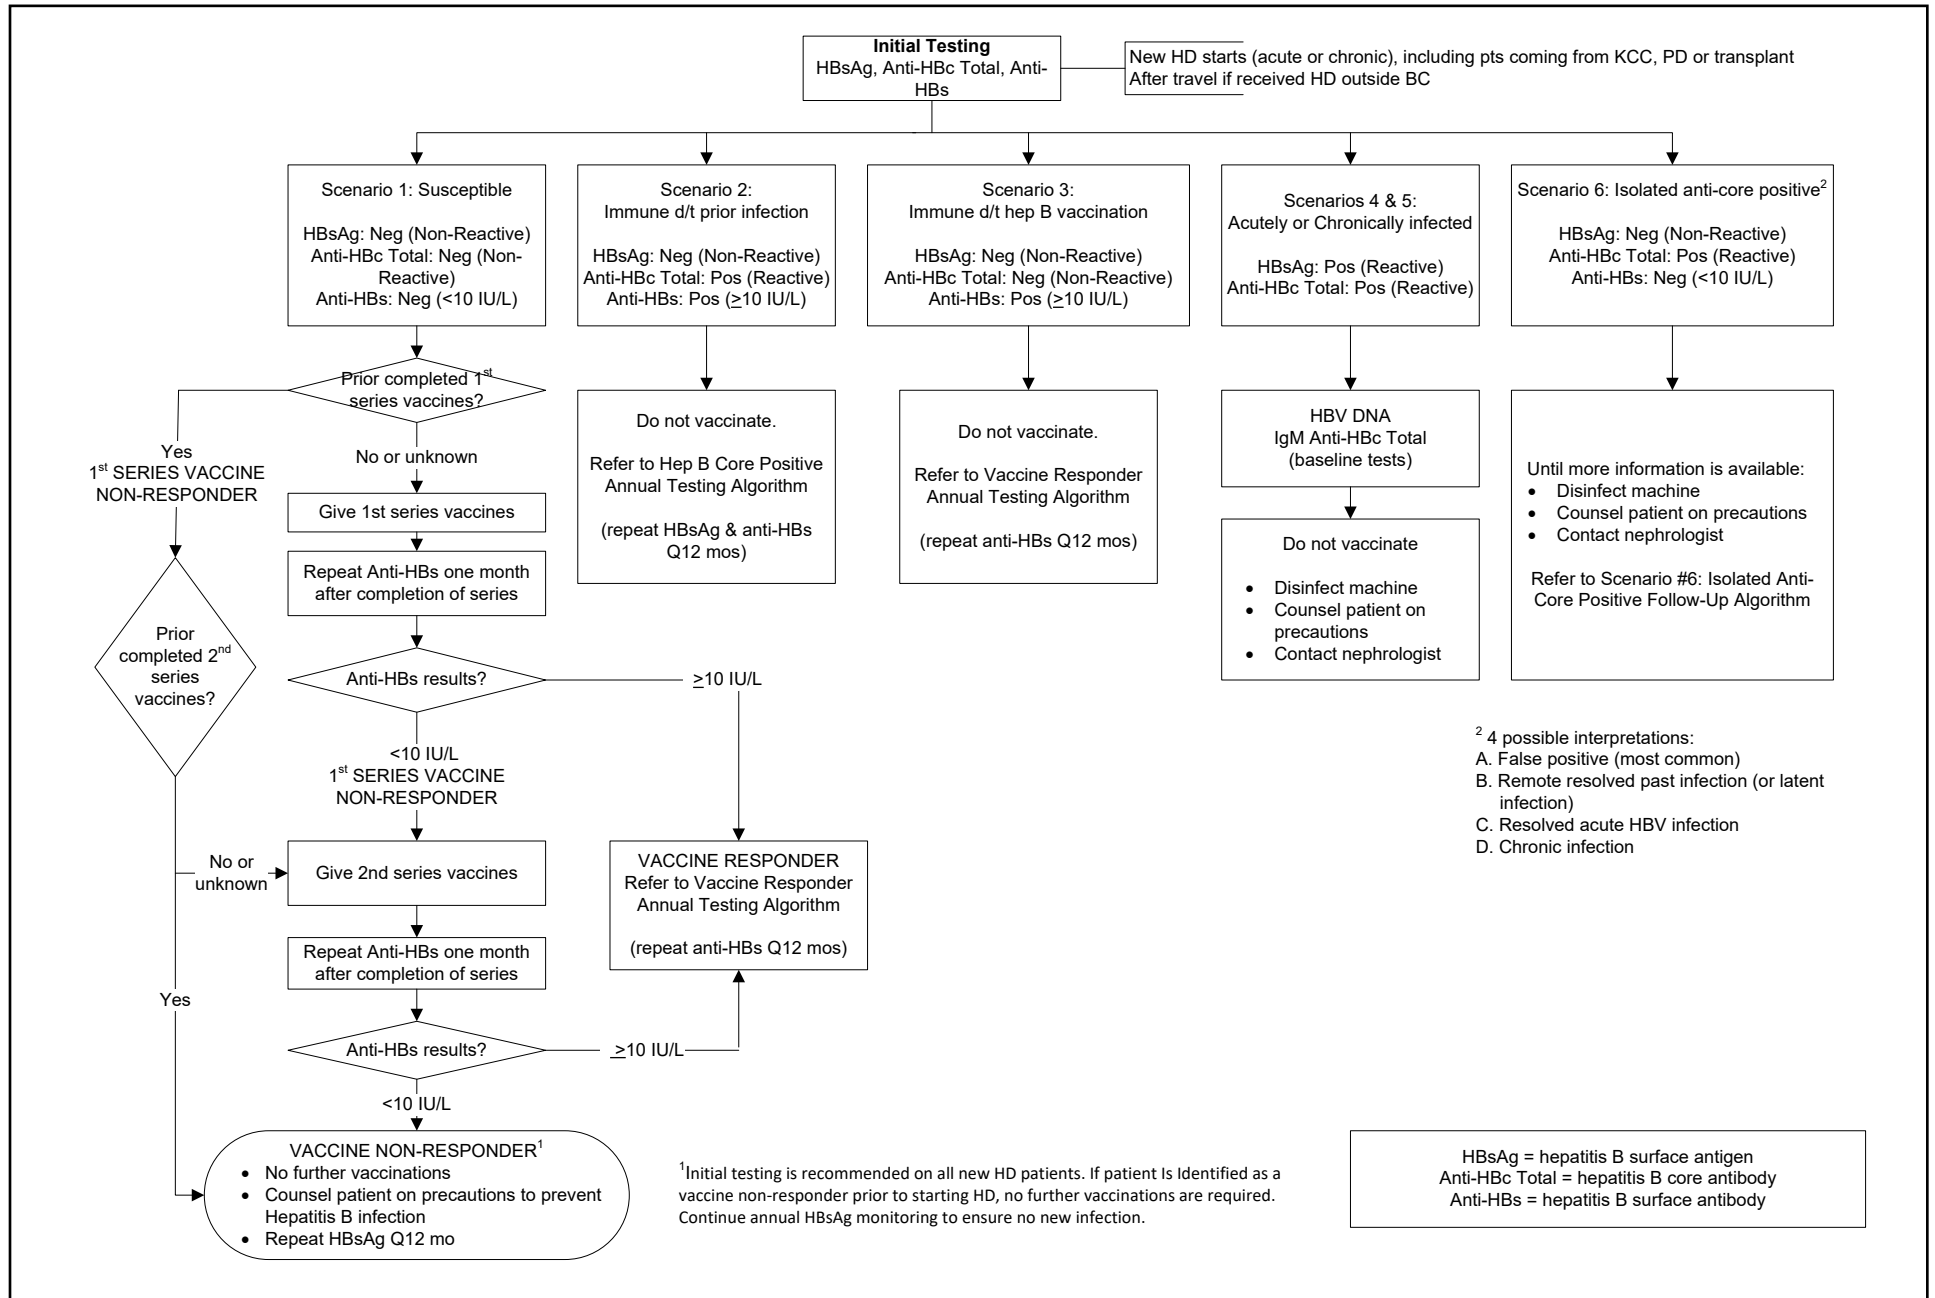 Initial Testing
HBsAg, Anti-HBc Total, Anti-
HBs
New HD starts (acute or chronic), including pts coming from KCC, PD or transplant
After travel if received HD outside BC
Scenario 1: Susceptible
HBsAg: Neg (Non-Reactive)
Anti-HBc Total: Neg (Non-
Reactive)
Anti-HBs: Neg (<10 IU/L)
Scenario 2:
Immune d/t prior infection
HBsAg: Neg (Non-Reactive)
Anti-HBc Total: Pos (Reactive)
Anti-HBs: Pos (≥10 IU/L)
Scenario 3:
Immune d/t hep B vaccination
HBsAg: Neg (Non-Reactive)
Anti-HBc Total: Neg (Non-Reactive)
Anti-HBs: Pos (≥10 IU/L)
Scenarios 4 & 5:
Acutely or Chronically infected
HBsAg: Pos (Reactive)
Anti-HBc Total: Pos (Reactive)
Scenario 6: Isolated anti-core positive²
HBsAg: Neg (Non-Reactive)
Anti-HBc Total: Pos (Reactive)
Anti-HBs: Neg (<10 IU/L)
Prior completed 1st
series vaccines?
Yes
1st SERIES VACCINE
NON-RESPONDER
No or unknown
Give 1st series vaccines
Repeat Anti-HBs one month
after completion of series
Prior
completed 2nd
series
vaccines?
Anti-HBs results?
≥10 IU/L
<10 IU/L
1st SERIES VACCINE
NON-RESPONDER
No or
unknown
Give 2nd series vaccines
Repeat Anti-HBs one month
after completion of series
Yes
Anti-HBs results?
≥10 IU/L
<10 IU/L
VACCINE NON-RESPONDER¹
• No further vaccinations
• Counsel patient on precautions to prevent
Hepatitis B infection
• Repeat HBsAg Q12 mo
VACCINE RESPONDER
Refer to Vaccine Responder
Annual Testing Algorithm
(repeat anti-HBs Q12 mos)
Do not vaccinate.
Refer to Hep B Core Positive
Annual Testing Algorithm
(repeat HBsAg & anti-HBs
Q12 mos)
Do not vaccinate.
Refer to Vaccine Responder
Annual Testing Algorithm
(repeat anti-HBs Q12 mos)
HBV DNA
IgM Anti-HBc Total
(baseline tests)
Do not vaccinate
• Disinfect machine
• Counsel patient on
precautions
• Contact nephrologist
Until more information is available:
• Disinfect machine
• Counsel patient on precautions
• Contact nephrologist
Refer to Scenario #6: Isolated Anti-
Core Positive Follow-Up Algorithm
² 4 possible interpretations:
A. False positive (most common)
B. Remote resolved past infection (or latent
infection)
C. Resolved acute HBV infection
D. Chronic infection
¹Initial testing is recommended on all new HD patients. If patient Is Identified as a
vaccine non-responder prior to starting HD, no further vaccinations are required.
Continue annual HBsAg monitoring to ensure no new infection.
HBsAg = hepatitis B surface antigen
Anti-HBc Total = hepatitis B core antibody
Anti-HBs = hepatitis B surface antibody